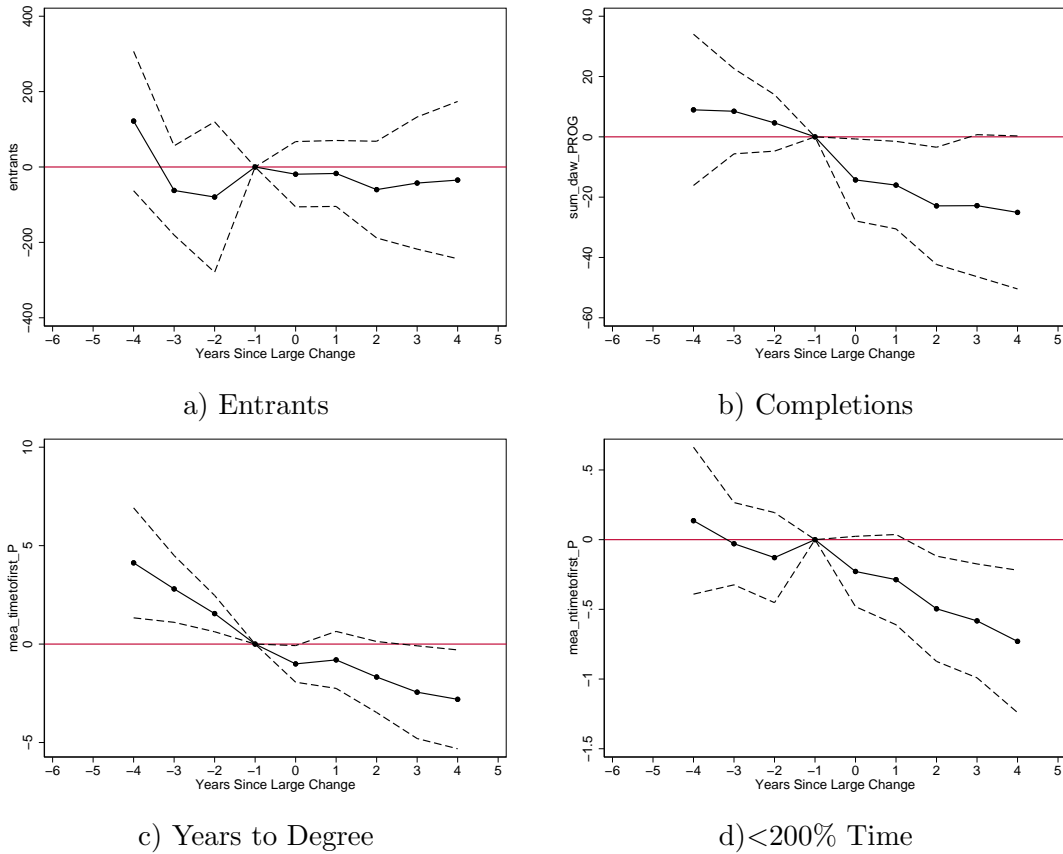 400
200
0
−200
−400
entrants
−6 −5 −4 −3 −2 −1 0 1 2 3 4 5
Years Since Large Change
a) Entrants
40
20
0
−20
−40
−60
sum_daw_PROG
−6 −5 −4 −3 −2 −1 0 1 2 3 4 5
Years Since Large Change
b) Completions
10
5
0
−5
mea_timetofirst_P
−6 −5 −4 −3 −2 −1 0 1 2 3 4 5
Years Since Large Change
c) Years to Degree
.5
0
−.5
−1
−1.5
mea_ntimetofirst_P
−6 −5 −4 −3 −2 −1 0 1 2 3 4 5
Years Since Large Change
d)<200% Time